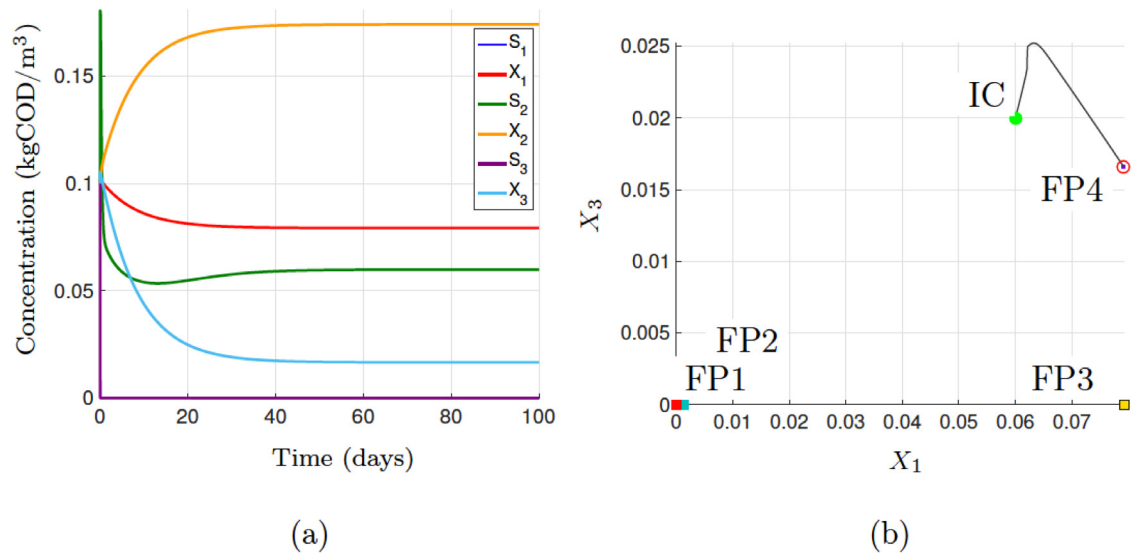 Concentration (kgCOD/m³)
0.15
0.1
0.05
0
0 20 40 60 80 100
Time (days)
S₁
X₁
S₂
X₂
S₃
X₃
(a)
X₃
0.025
0.02
0.015
0.01
0.005
0
IC
FP4
FP2
FP1
FP3
0 0.01 0.02 0.03 0.04 0.05 0.06 0.07
X₁
(b)